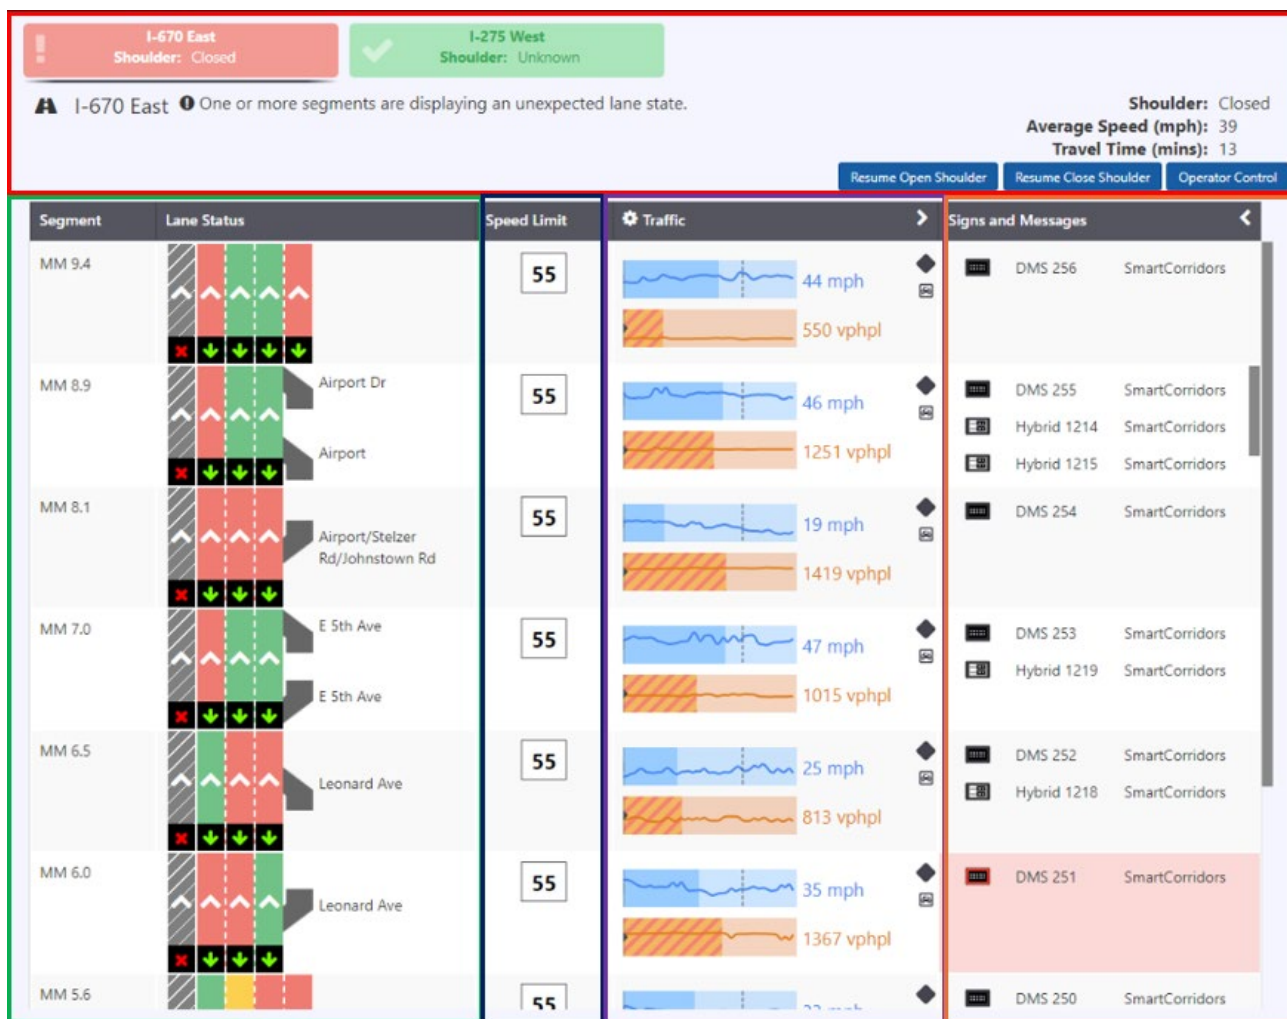 I-670 East
Shoulder: Closed
I-275 West
Shoulder: Unknown
I-670 East One or more segments are displaying an unexpected lane state.
Shoulder: Closed
Average Speed (mph): 39
Travel Time (mins): 13
Resume Open Shoulder Resume Close Shoulder Operator Control
Segment Lane Status Speed Limit Traffic Signs and Messages
MM 9.4 55 44 mph DMS 256 SmartCorridors
550 vphpl
MM 8.9 Airport Dr 55 46 mph DMS 255 SmartCorridors
Hybrid 1214 SmartCorridors
Airport 1251 vphpl Hybrid 1215 SmartCorridors
MM 8.1 55 19 mph DMS 254 SmartCorridors
Airport/Stelzer
Rd/Johnstown Rd
1419 vphpl
MM 7.0 E 5th Ave 55 47 mph DMS 253 SmartCorridors
Hybrid 1219 SmartCorridors
E 5th Ave 1015 vphpl
MM 6.5 55 25 mph DMS 252 SmartCorridors
Leonard Ave Hybrid 1218 SmartCorridors
813 vphpl
MM 6.0 55 35 mph DMS 251 SmartCorridors
Leonard Ave
1367 vphpl
MM 5.6 55 DMS 250 SmartCorridors